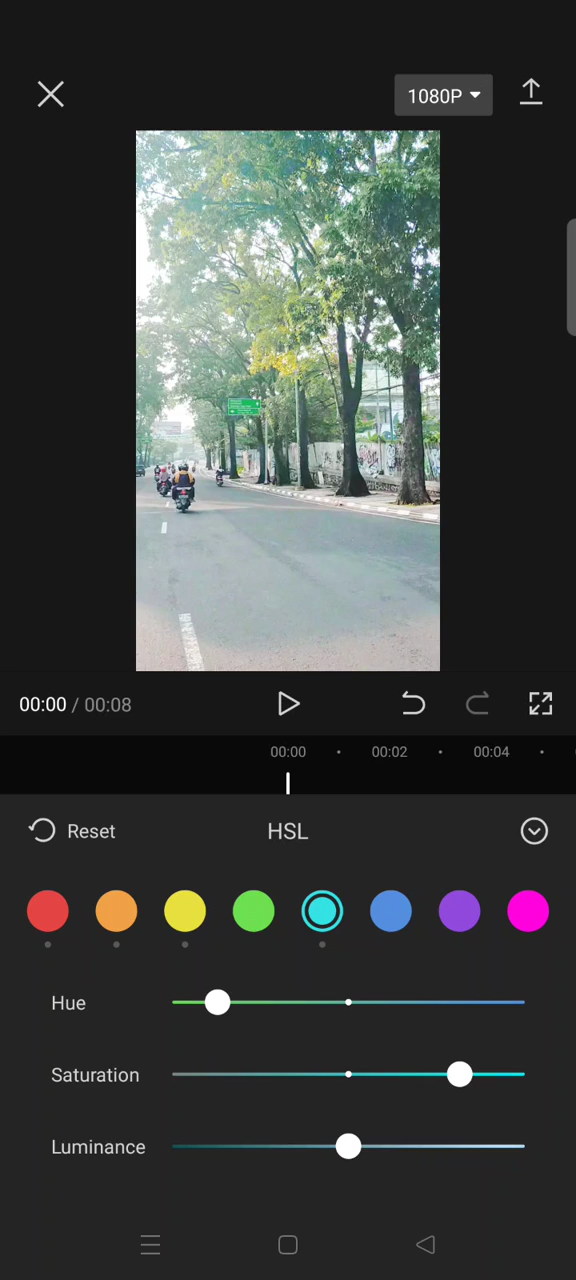 1080P
00:00 / 00:08
00:00 00:02 00:04
Reset HSL
Hue
Saturation
Luminance